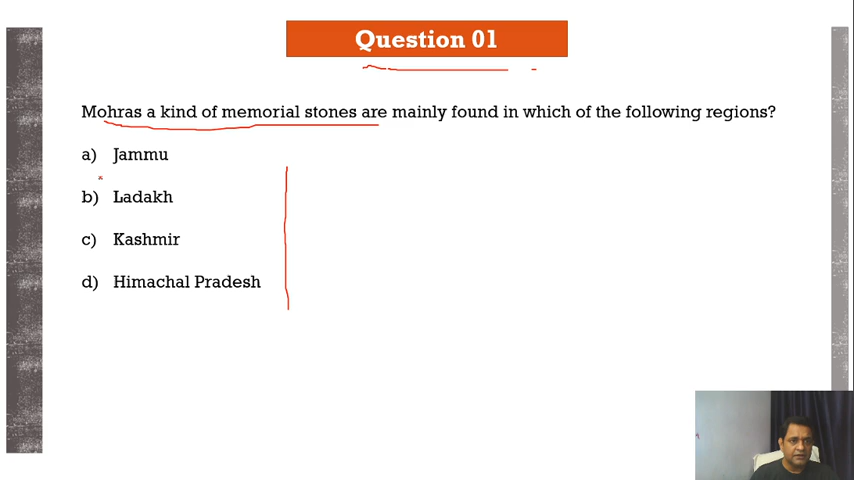 Question 01
Mohras a kind of memorial stones are mainly found in which of the following regions?
a) Jammu
b) Ladakh
c) Kashmir
d) Himachal Pradesh